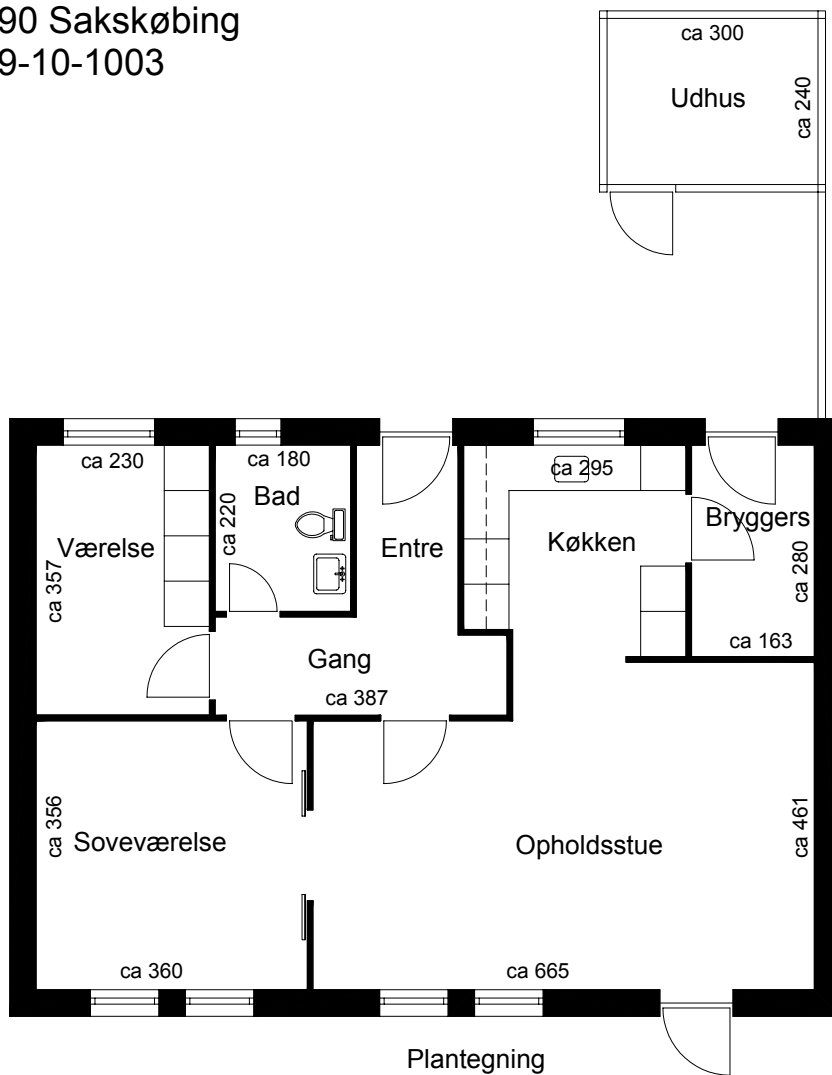 90 Sakskøbing
9-10-1003
ca 300
Udhus
ca 240
ca 230
ca 180
ca 295
Bad
ca 220
Værelse
Entre
Køkken
Bryggers
ca 357
ca 280
ca 163
Gang
ca 387
ca 356
Soveværelse
Opholdsstue
ca 461
ca 360
ca 665
Plantegning